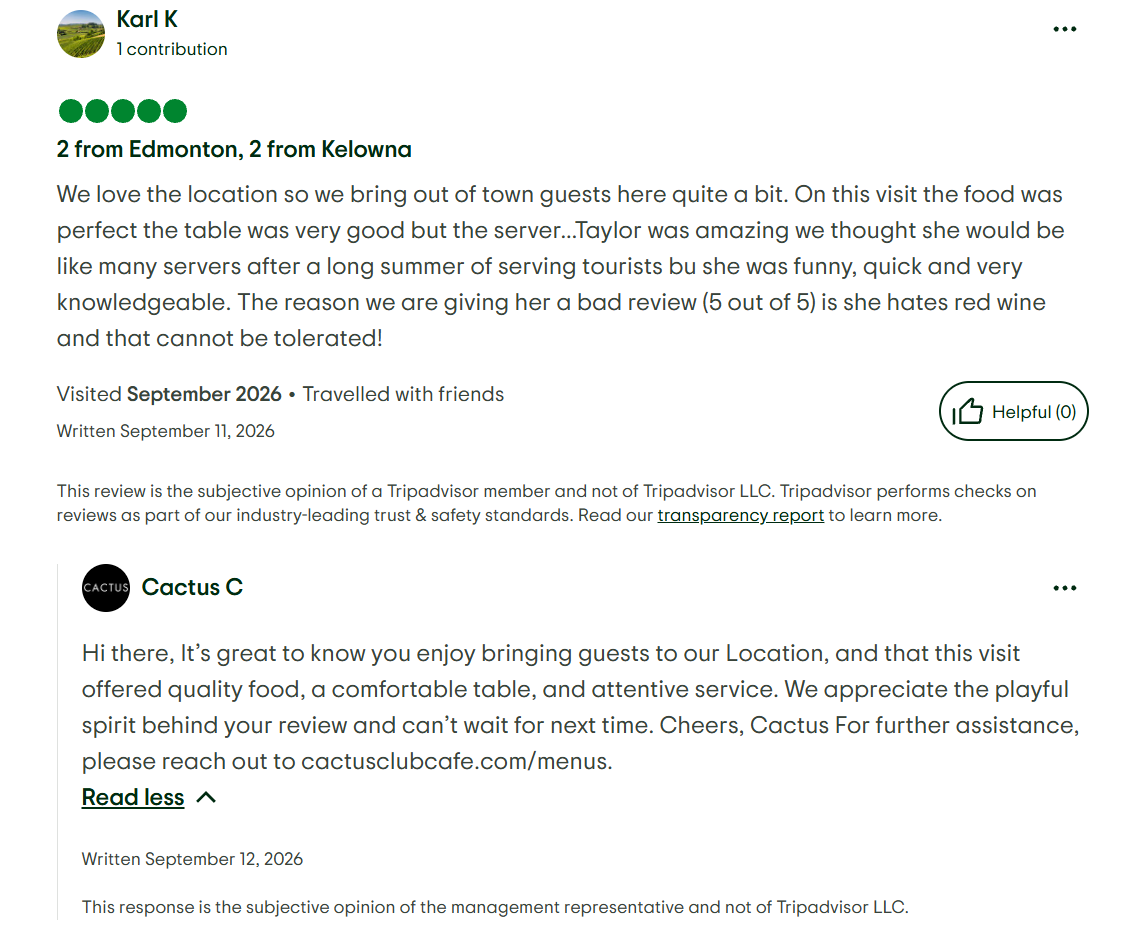 Karl K
1 contribution
2 from Edmonton, 2 from Kelowna
We love the location so we bring out of town guests here quite a bit. On this visit the food was
perfect the table was very good but the server...Taylor was amazing we thought she would be
like many servers after a long summer of serving tourists bu she was funny, quick and very
knowledgeable. The reason we are giving her a bad review (5 out of 5) is she hates red wine
and that cannot be tolerated!
Visited September 2026 • Travelled with friends
Helpful (0)
Written September 11, 2026
This review is the subjective opinion of a Tripadvisor member and not of Tripadvisor LLC. Tripadvisor performs checks on
reviews as part of our industry-leading trust & safety standards. Read our transparency report to learn more.
CACTUS
Cactus C
Hi there, It’s great to know you enjoy bringing guests to our Location, and that this visit
offered quality food, a comfortable table, and attentive service. We appreciate the playful
spirit behind your review and can’t wait for next time. Cheers, Cactus For further assistance,
please reach out to cactusclubcafe.com/menus.
Read less
Written September 12, 2026
This response is the subjective opinion of the management representative and not of Tripadvisor LLC.